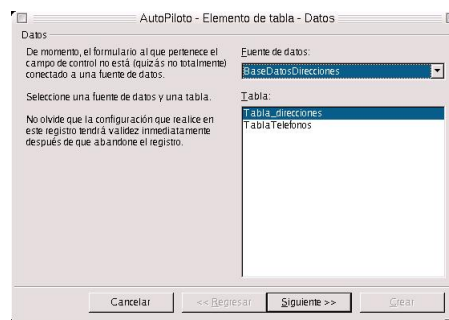 AutoPiloto - Elemento de tabla - Datos
Datos
De momento, el formulario al que pertenece el
campo de control no está (quizás no totalmente)
conectado a una fuente de datos.
Seleccione una fuente de datos y una tabla.
No olvide que la configuración que realice en
este registro tendrá validez inmediatamente
después de que abandone el registro.
Fuente de datos:
BaseDatosDirecciones
Tabla:
Tabla_direcciones
TablaTelefonos
Cancelar
<< Regresar
Siguiente >>
Crear